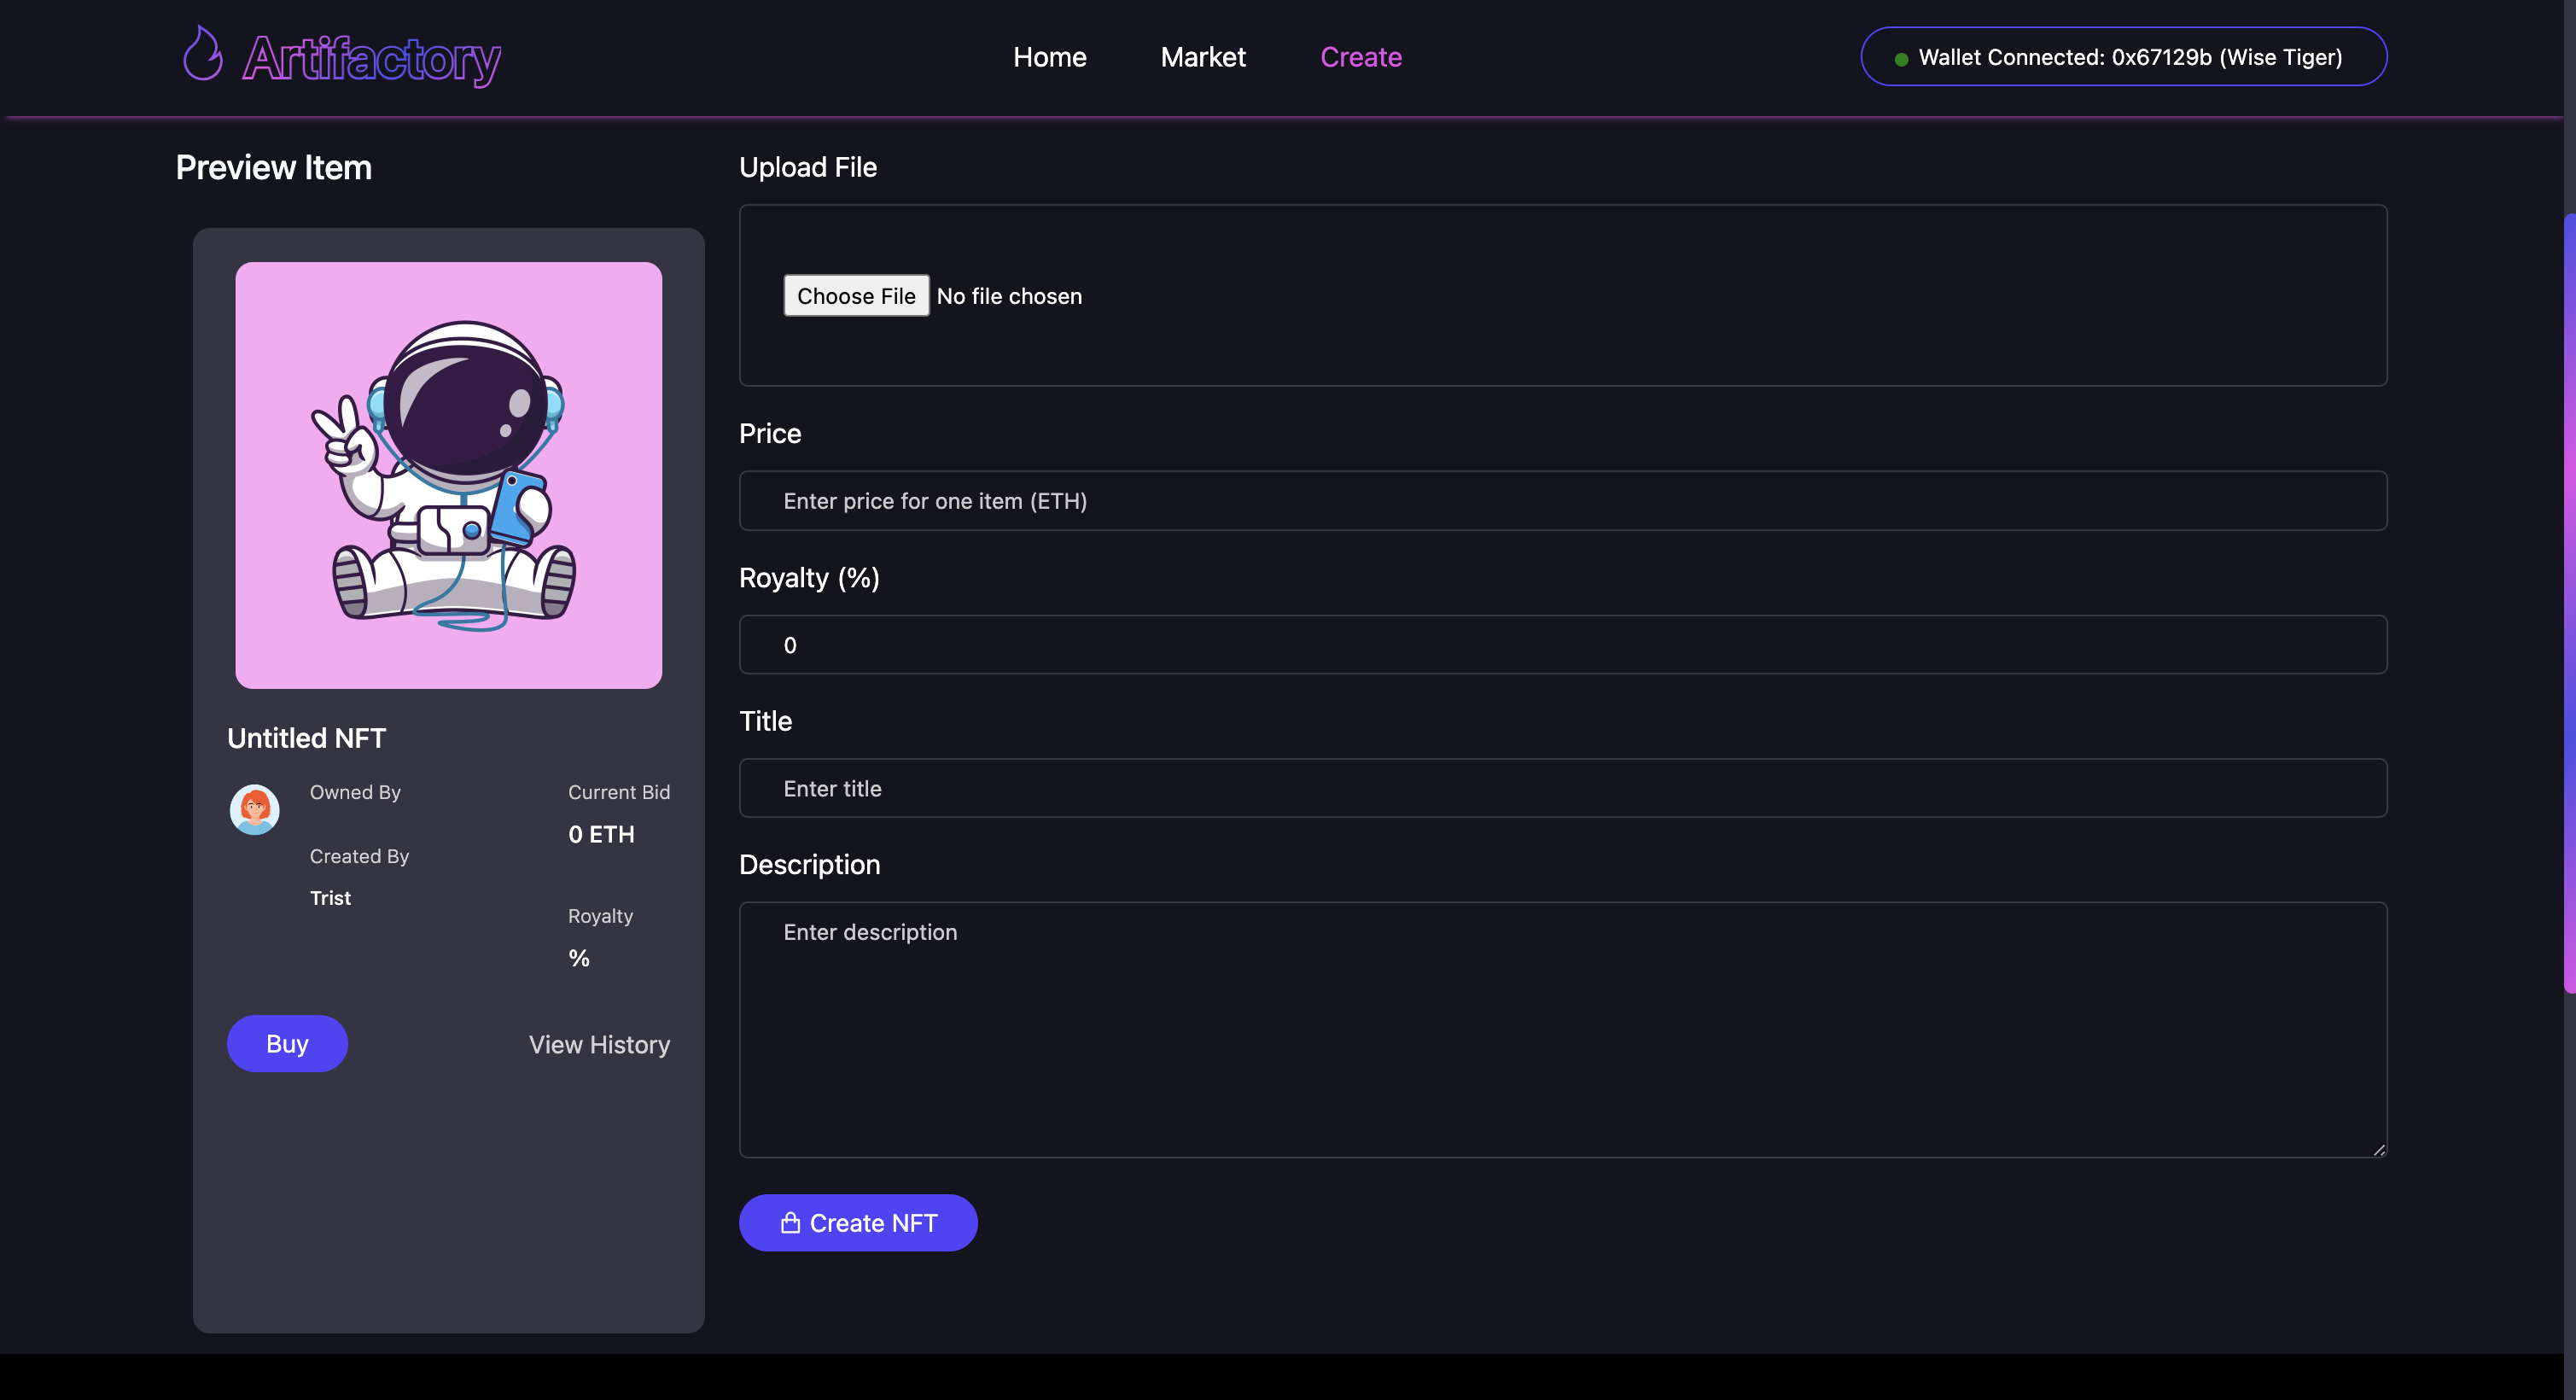 Artifactory
Home
Market
Create
Wallet Connected: 0x67129b (Wise Tiger)
Preview Item
Untitled NFT
Owned By
Current Bid
0 ETH
Created By
Trist
Royalty
%
Buy
View History
Upload File
Choose File No file chosen
Price
Enter price for one item (ETH)
Royalty (%)
0
Title
Enter title
Description
Enter description
Create NFT